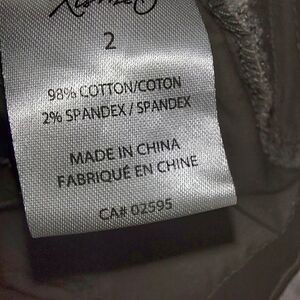 2
98% COTTON/COTON
2% SPANDEX / SPANDEX
MADE IN CHINA
FABRIQUÉ EN CHINE
CA# 02595